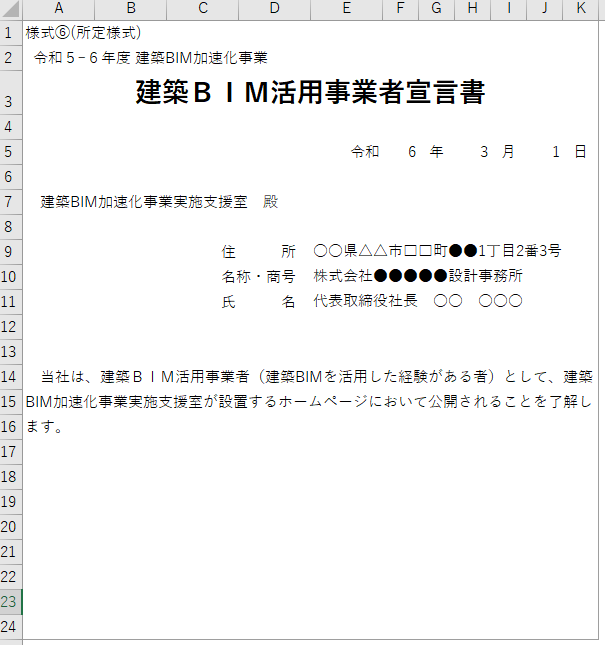 A B C D E F G H I J K
1 様式⑥(所定様式)
2 令和５−６年度 建築BIM加速化事業
3 建築ＢＩＭ活用事業者宣言書
4
5 令和 6 年 3 月 1 日
6
7 建築BIM加速化事業実施支援室 殿
8
9 住 所 〇〇県△△市□□町●●1丁目2番3号
10 名称・商号 株式会社●●●●●設計事務所
11 氏 名 代表取締役社長 〇〇 〇〇〇
12
13
14 当社は、建築ＢＩＭ活用事業者（建築BIMを活用した経験がある者）として、建築
15 BIM加速化事業実施支援室が設置するホームページにおいて公開されることを了解し
16 ます。
17
18
19
20
21
22
23
24